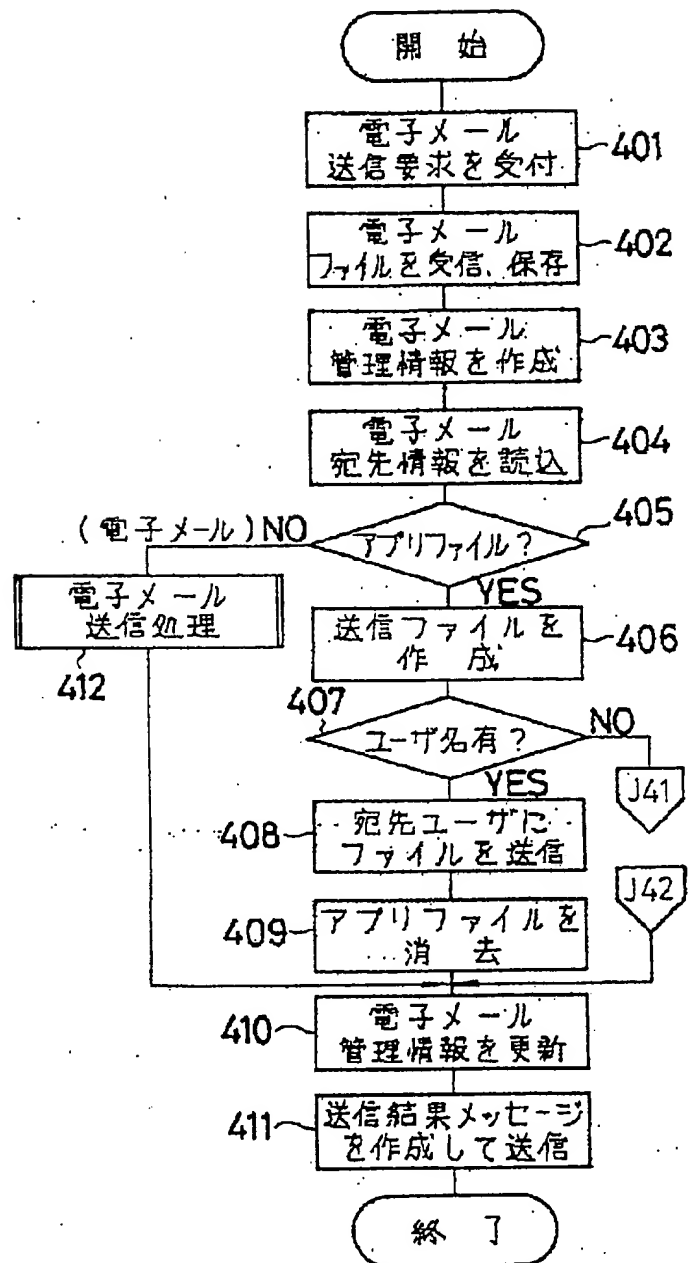 開 始
電子メール
送信要求を受付
401
電子メール
ファイルを受信、保存
402
電子メール
管理情報を作成
403
電子メール
宛先情報を読込
404
405
(電子メール)NO
アプリファイル?
YES
電子メール
送信処理
412
送信ファイルを
作 成
406
407
ユーザ名有?
NO
YES
J41
408
宛先ユーザに
ファイルを送信
J42
409
アプリファイルを
消 去
410
電子メール
管理情報を更新
411
送信結果メッセージ
を作成して送信
終 了